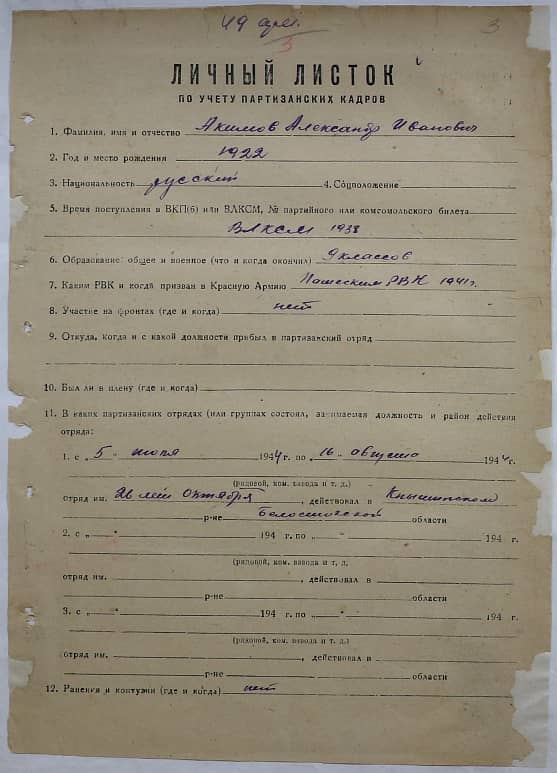 49 арм.
3
3
ЛИЧНЫЙ ЛИСТОК
ПО УЧЕТУ ПАРТИЗАНСКИХ КАДРОВ
1. Фамилия, имя и отчество Акимов Александр Иванович
2. Год и место рождения 1922
3. Национальность русский 4. Соцположение
5. Время поступления в ВКП(б) или ВЛКСМ, № партийного или комсомольского билета
ВЛКСМ 1938
6. Образование: общее и военное (что и когда окончил) 9 классов
7. Каким РВК и когда призван в Красную Армию РВК 1941 г.
8. Участие на фронтах (где и когда) нет
9. Откуда, когда и с какой должности прибыл в партизанский отряд
10. Был ли в плену (где и когда)
11. В каких партизанских отрядах (или группах состоял, занимаемая должность и район действия
отряда:
1. с „ 5 " июля 1944 г. по „ 16 " августа 1944 г.
(рядовой, ком. взвода и т. д.)
отряд им. 26 лет Октября, действовал в Кнышинском
р-не Белостокской области
2. с „ " 194 г. по „ " 194 г.
(рядовой, ком. взвода и т. д.
отряд им. , действовал в
р-не области
3. с „ " 194 г. по „ " 194 г.
(рядовой, ком. взвода и т. д.)
отряд им. , действовал в
р-не области
12. Ранения и контузии (где и когда) нет